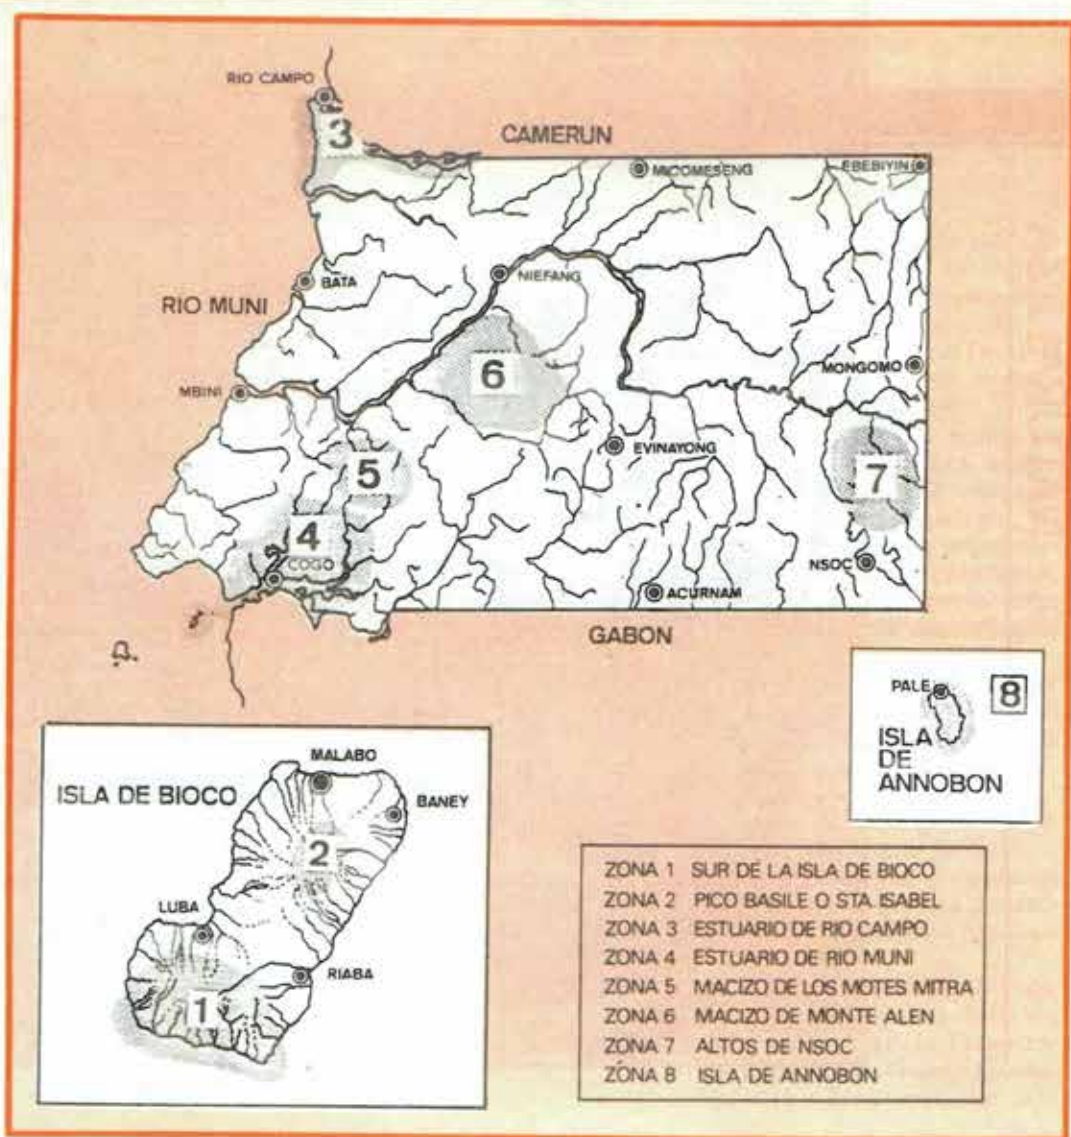 RIO CAMPO
3
CAMERUN
MICOMESENG
EBEBIYIN
BATA
NIEFANG
RIO MUNI
6
MONGOMO
MBINI
EVINAYONG
5
7
4
COGO
NSOC
ACURNAM
GABON
PALE
8
ISLA
DE
ANNOBON
MALABO
ISLA DE BIOCO
BANEY
2
LUBA
RIABA
1
ZONA 1 SUR DE LA ISLA DE BIOCO
ZONA 2 PICO BASILE O STA. ISABEL
ZONA 3 ESTUARIO DE RIO CAMPO
ZONA 4 ESTUARIO DE RIO MUNI
ZONA 5 MACIZO DE LOS MOTES MITRA
ZONA 6 MACIZO DE MONTE ALEN
ZONA 7 ALTOS DE NSOC
ZONA 8 ISLA DE ANNOBON